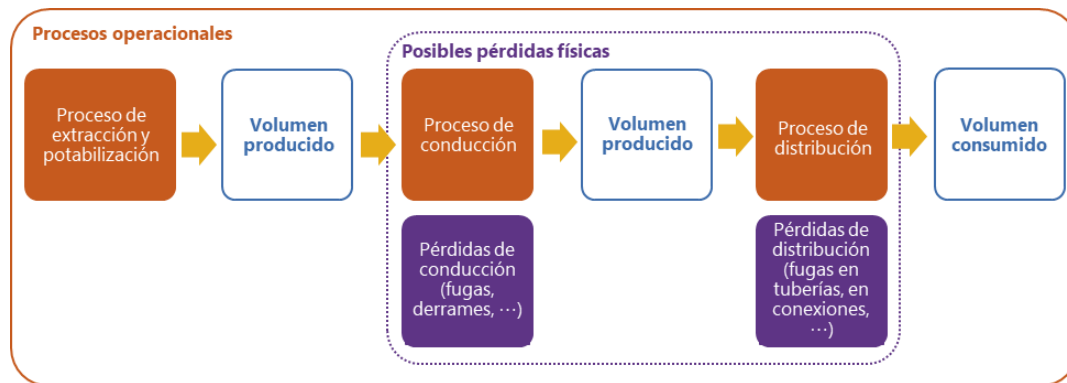 Procesos operacionales
Posibles pérdidas físicas
Proceso de
extracción y
potabilización
Volumen
producido
Proceso de
conducción
Volumen
producido
Proceso de
distribución
Volumen
consumido
Pérdidas de
conducción
(fugas,
derrames, ⋯)
Pérdidas de
distribución
(fugas en
tuberías, en
conexiones,
⋯)